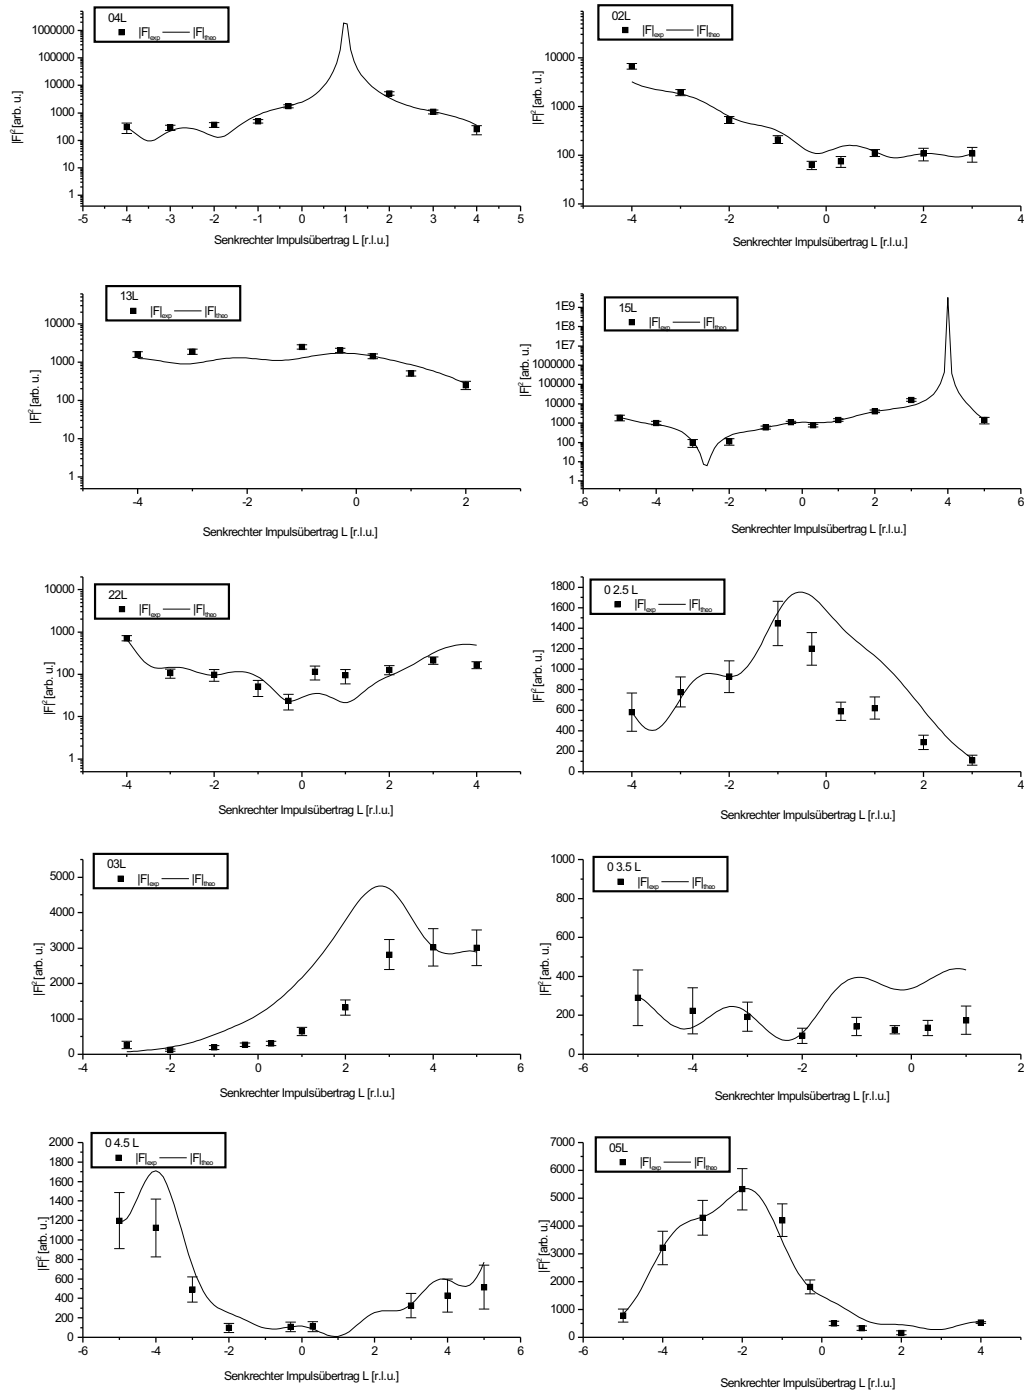 04L
|F|exp |F|theo
1000000
10000
1000
100
10
1
|F|² [arb. u.]
-5 -4 -3 -2 -1 0 1 2 3 4 5
Senkrechter Impulsübertrag L [r.l.u.]
02L
|F|exp |F|theo
10000
1000
100
10
|F|² [arb. u.]
-4 -2 0 2 4
Senkrechter Impulsübertrag L [r.l.u.]
13L
|F|exp |F|theo
10000
1000
100
10
1
|F|² [arb. u.]
-4 -2 0 2
Senkrechter Impulsübertrag L [r.l.u.]
15L
|F|exp |F|theo
1E9
1E8
1E7
1000000
100000
10000
1000
100
10
1
|F|² [arb. u.]
-6 -4 -2 0 2 4 6
Senkrechter Impulsübertrag L [r.l.u.]
22L
|F|exp |F|theo
10000
1000
100
10
1
|F|² [arb. u.]
-4 -2 0 2 4 6
Senkrechter Impulsübertrag L [r.l.u.]
0 2.5 L
|F|exp |F|theo
1800
1600
1400
1200
1000
800
600
400
200
0
|F|² [arb. u.]
-4 -2 0 2 4
Senkrechter Impulsübertrag L [r.l.u.]
03L
|F|exp |F|theo
5000
4000
3000
2000
1000
0
|F|² [arb. u.]
-4 -2 0 2 4 6
Senkrechter Impulsübertrag L [r.l.u.]
0 3.5 L
|F|exp |F|theo
1000
800
600
400
200
0
|F|² [arb. u.]
-6 -4 -2 0 2
Senkrechter Impulsübertrag L [r.l.u.]
0 4.5 L
|F|exp |F|theo
2000
1800
1600
1400
1200
1000
800
600
400
200
0
|F|² [arb. u.]
-6 -4 -2 0 2 4 6
Senkrechter Impulsübertrag L [r.l.u.]
05L
|F|exp |F|theo
7000
6000
5000
4000
3000
2000
1000
0
|F|² [arb. u.]
-6 -4 -2 0 2 4
Senkrechter Impulsübertrag L [r.l.u.]